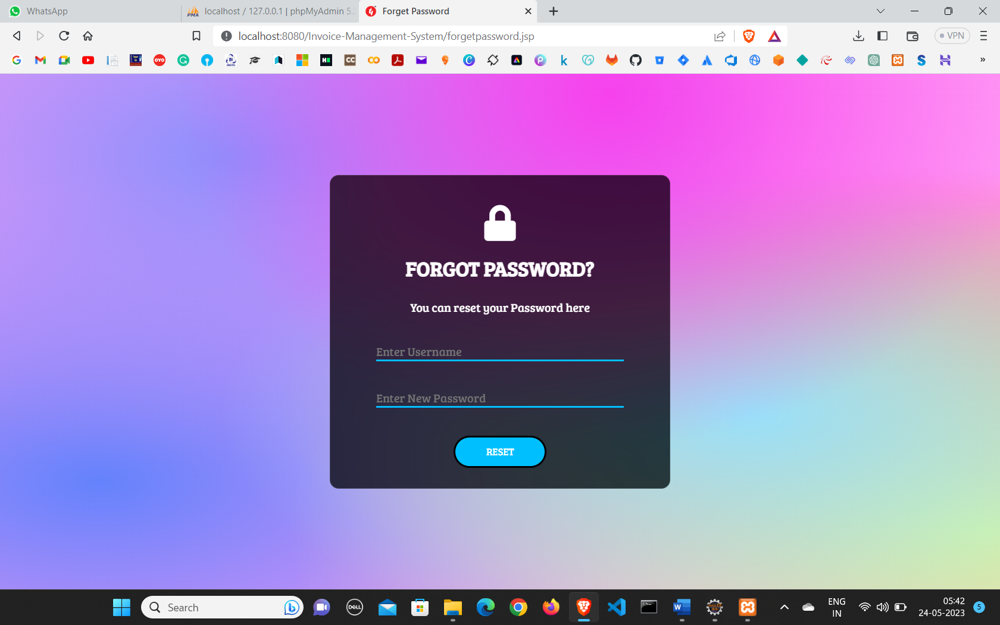 WhatsApp
localhost / 127.0.0.1 | phpMyAdmin 5.
Forget Password
localhost:8080/Invoice-Management-System/forgetpassword.jsp
VPN
FORGOT PASSWORD?
You can reset your Password here
Enter Username
Enter New Password
RESET
Search
ENG
IN
05:42
24-05-2023
5